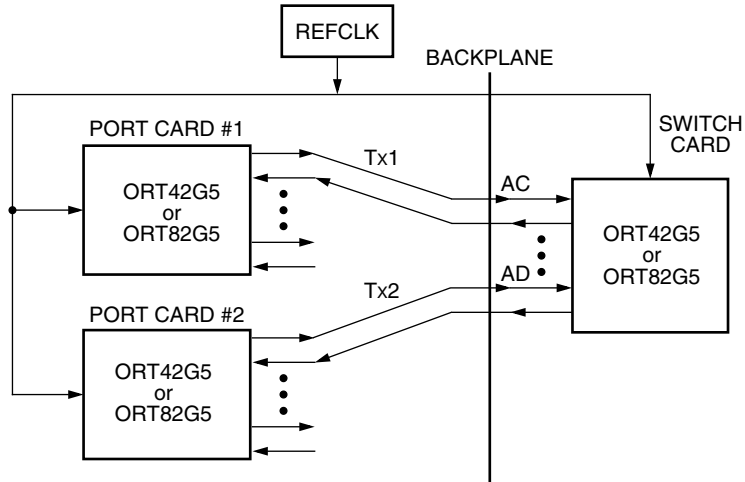 REFCLK
BACKPLANE
PORT CARD #1
SWITCH
CARD
Tx1
AC
ORT42G5
or
ORT82G5
ORT42G5
or
ORT82G5
AD
Tx2
PORT CARD #2
ORT42G5
or
ORT82G5